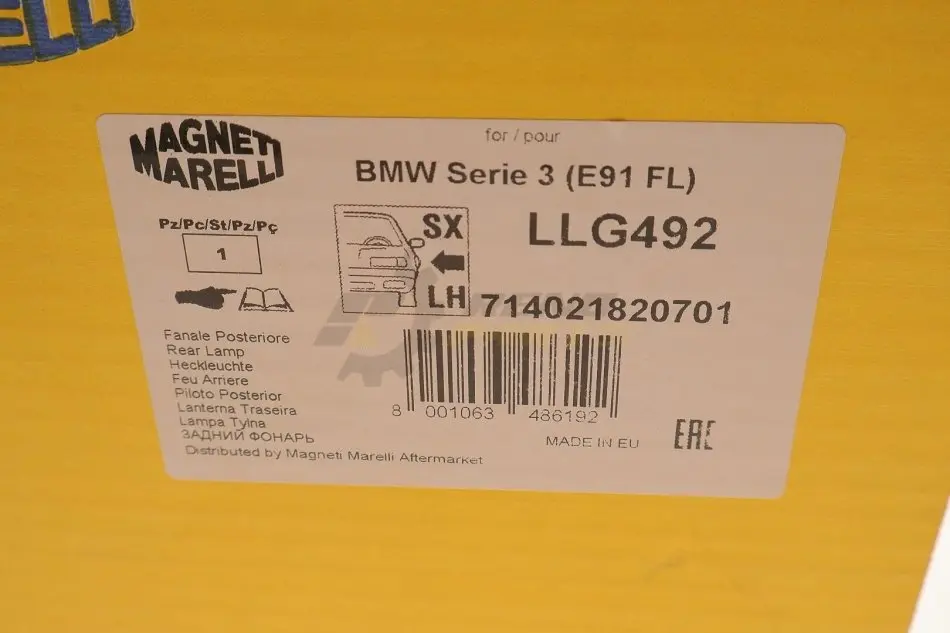 ELLI
MAGNETI
MARELLI
for / pour
BMW Serie 3 (E91 FL)
Pz/Pc/St/Pz/Pç
1
SX
LH
LLG492
714021820701
Fanale Posteriore
Rear Lamp
Heckleuchte
Feu Arriere
Piloto Posterior
Lanterna Traseira
Lampa Tylna
ЗАДНИЙ ФОНАРЬ
Distributed by Magneti Marelli Aftermarket
8 001063 486192
MADE IN EU
EAC